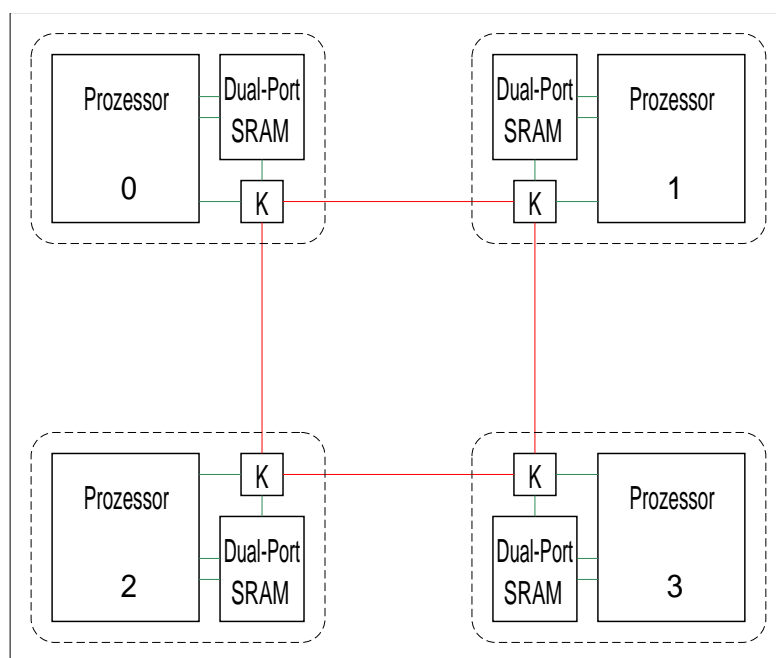 Prozessor
0
Dual-Port
SRAM
K
Dual-Port
SRAM
K
Prozessor
1
Prozessor
2
K
Dual-Port
SRAM
K
Dual-Port
SRAM
Prozessor
3